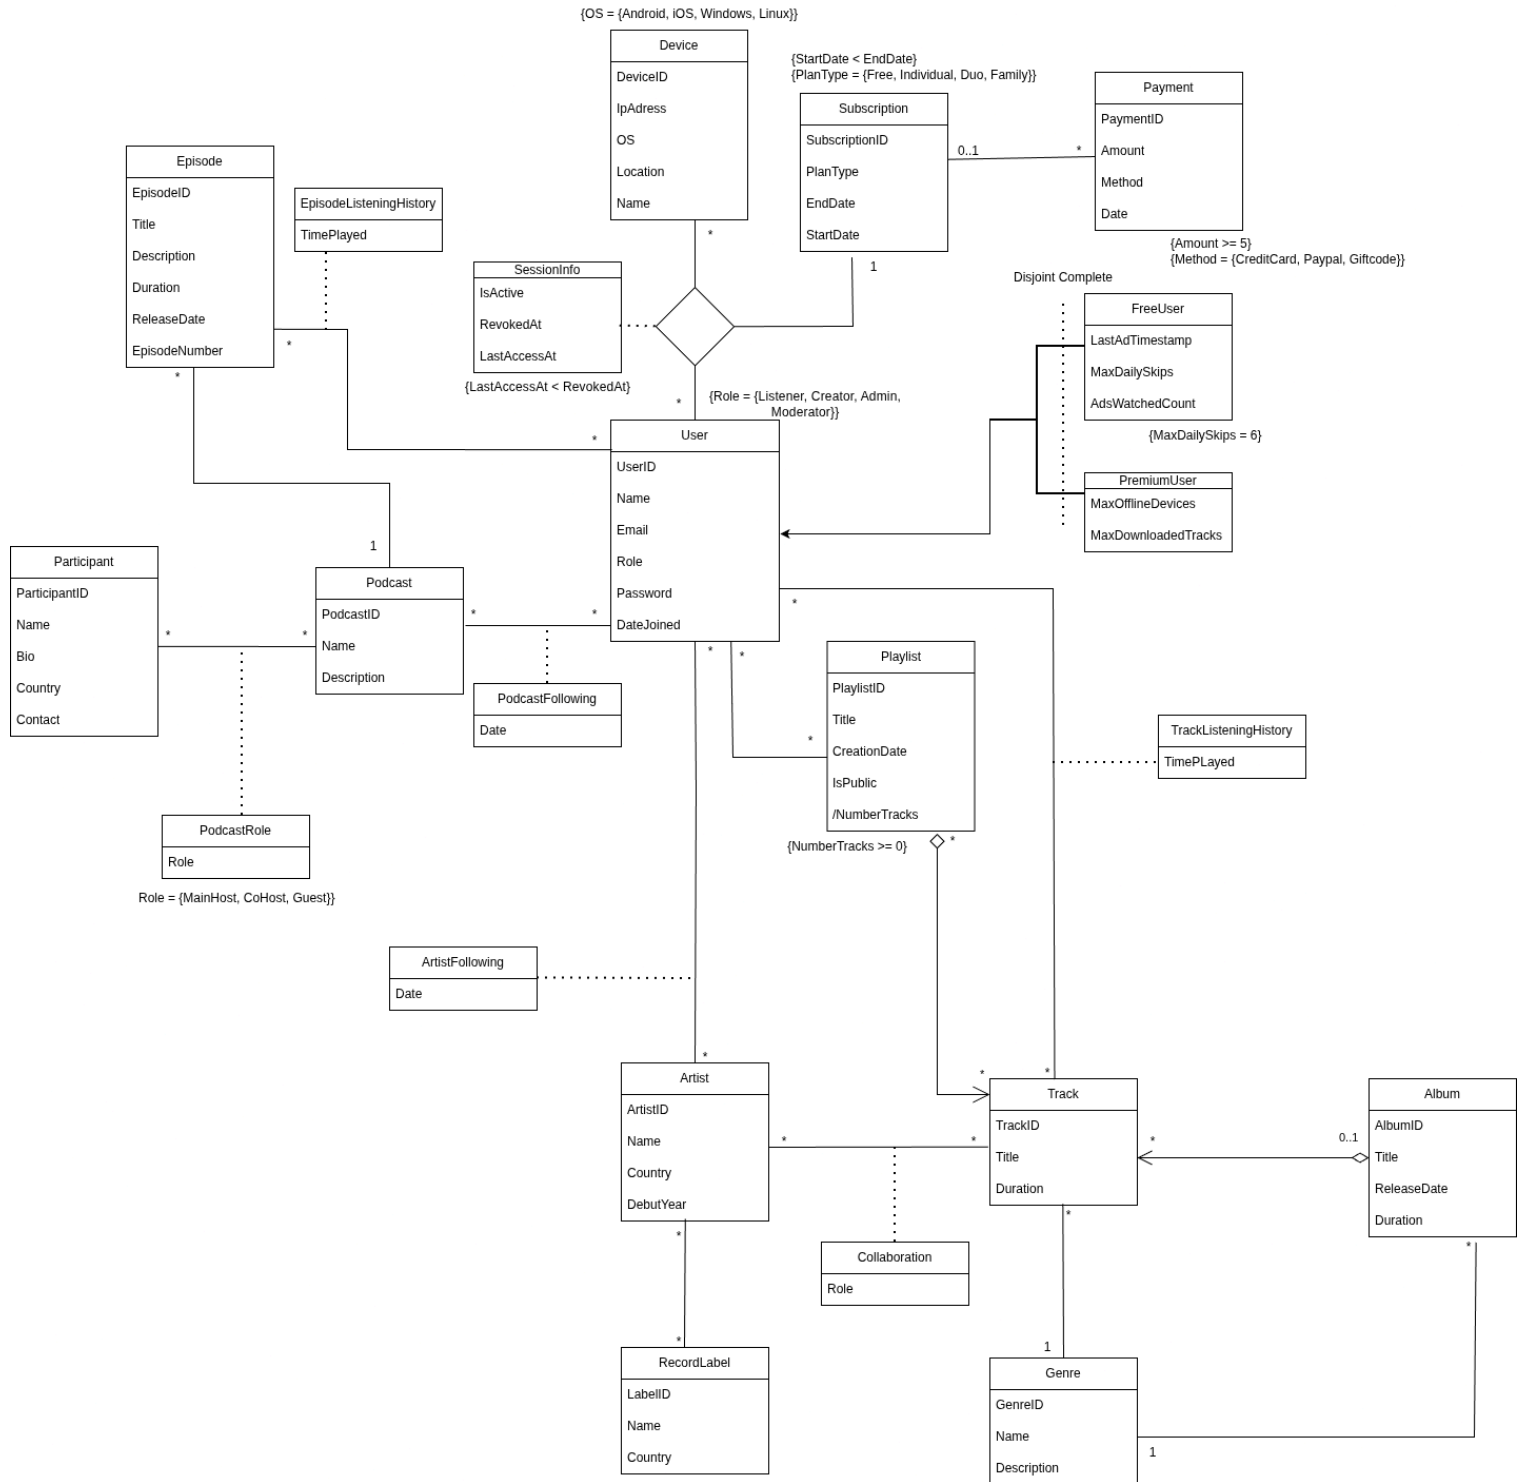 {OS = {Android, iOS, Windows, Linux}}
Device
DeviceID
IpAdress
OS
Location
Name
*
{StartDate < EndDate}
{PlanType = {Free, Individual, Duo, Family}}
Subscription
SubscriptionID
PlanType
EndDate
StartDate
1
0..1
*
Payment
PaymentID
Amount
Method
Date
{Amount >= 5}
{Method = {CreditCard, Paypal, Giftcode}}
Episode
EpisodeID
Title
Description
Duration
ReleaseDate
EpisodeNumber
*
*
EpisodeListeningHistory
TimePlayed
SessionInfo
IsActive
RevokedAt
LastAccessAt
{LastAccessAt < RevokedAt}
Disjoint Complete
FreeUser
LastAdTimestamp
MaxDailySkips
AdsWatchedCount
{MaxDailySkips = 6}
PremiumUser
MaxOfflineDevices
MaxDownloadedTracks
*
{Role = {Listener, Creator, Admin,
Moderator}}
*
User
UserID
Name
Email
Role
Password
DateJoined
*
*
*
1
Participant
ParticipantID
Name
Bio
Country
Contact
*
*
Podcast
PodcastID
Name
Description
*
*
PodcastFollowing
Date
PodcastRole
Role
Role = {MainHost, CoHost, Guest}}
Playlist
PlaylistID
Title
CreationDate
IsPublic
/NumberTracks
*
{NumberTracks >= 0}
*
TrackListeningHistory
TimePLayed
ArtistFollowing
Date
*
Artist
ArtistID
Name
Country
DebutYear
*
*
*
*
*
Track
TrackID
Title
Duration
*
0..1
Album
AlbumID
Title
ReleaseDate
Duration
*
*
Collaboration
Role
*
RecordLabel
LabelID
Name
Country
1
Genre
GenreID
Name
Description
1